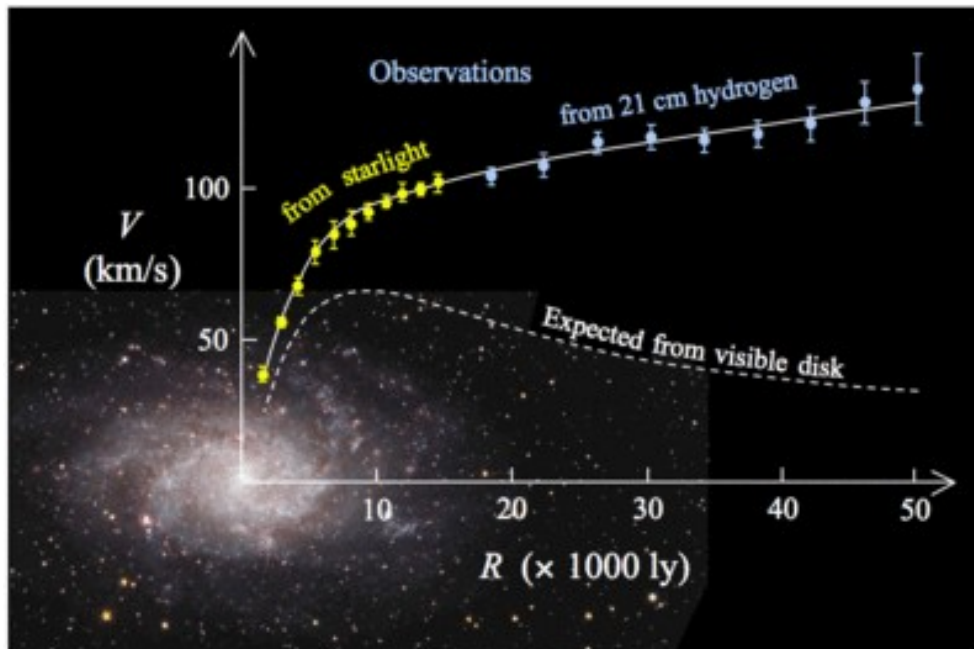 Observations
from 21 cm hydrogen
from starlight
100
V
(km/s)
50
Expected from visible disk
10 20 30 40 50
R (× 1000 ly)